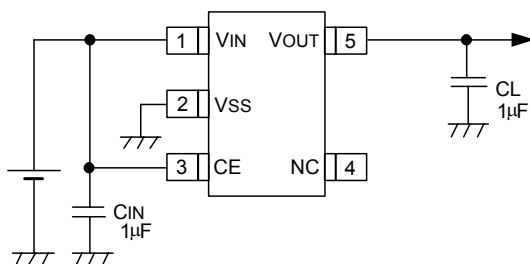 1 VIN VOUT 5
2 VSS
3 CE NC 4
CIN
1µF
CL
1µF